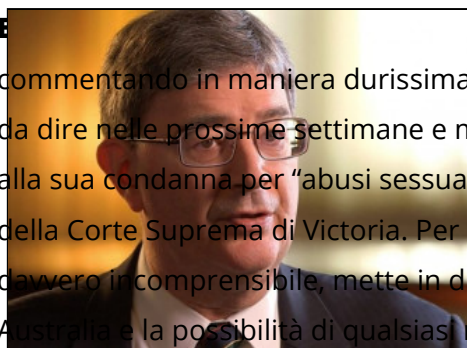 commentando in maniera durissima
da dire nelle prossime settimane e
alla sua condanna per “abusi sessua
della Corte Suprema di Victoria. Per
davvero incomprensibile, mette in d
Australia e la possibilità di qualsiasi